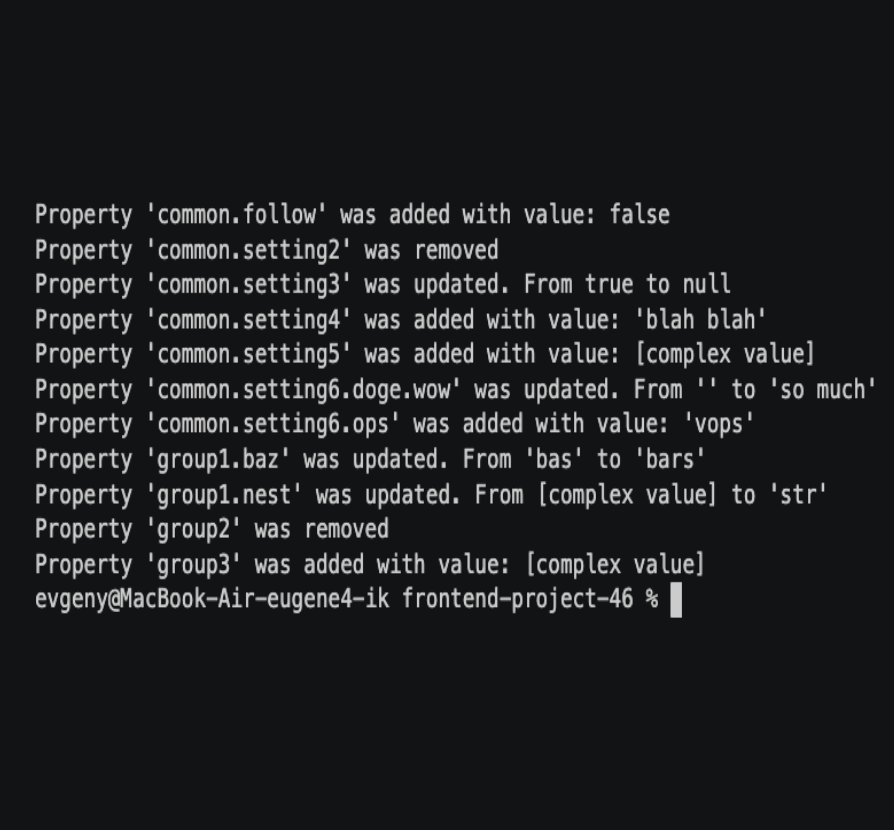 Property 'common.follow' was added with value: false
Property 'common.setting2' was removed
Property 'common.setting3' was updated. From true to null
Property 'common.setting4' was added with value: 'blah blah'
Property 'common.setting5' was added with value: [complex value]
Property 'common.setting6.doge.wow' was updated. From '' to 'so much'
Property 'common.setting6.ops' was added with value: 'vops'
Property 'group1.baz' was updated. From 'bas' to 'bars'
Property 'group1.nest' was updated. From [complex value] to 'str'
Property 'group2' was removed
Property 'group3' was added with value: [complex value]
evgeny@MacBook-Air-eugene4-ik frontend-project-46 %